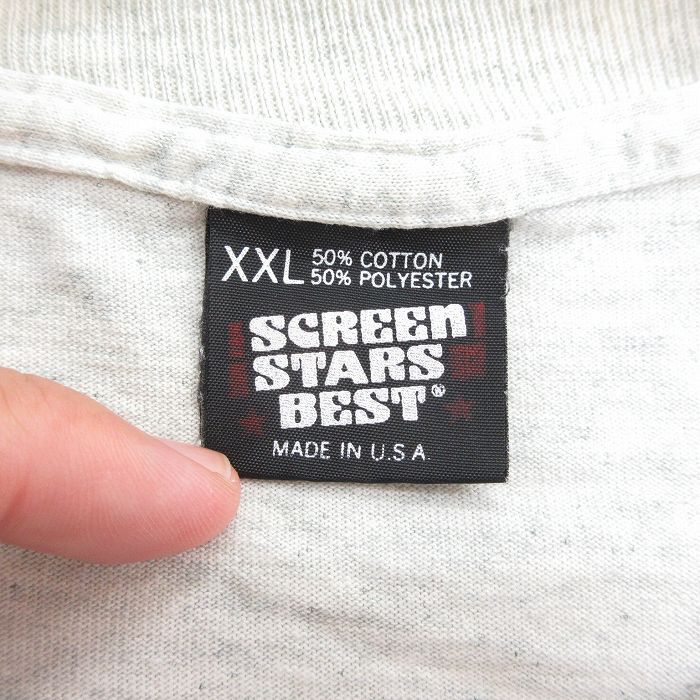 XXL 50% COTTON
50% POLYESTER
SCREEN
STARS
BEST®
MADE IN U.S.A.